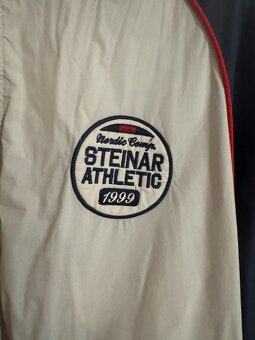 Nordic Comp.
STEINAR
ATHLETIC
1999